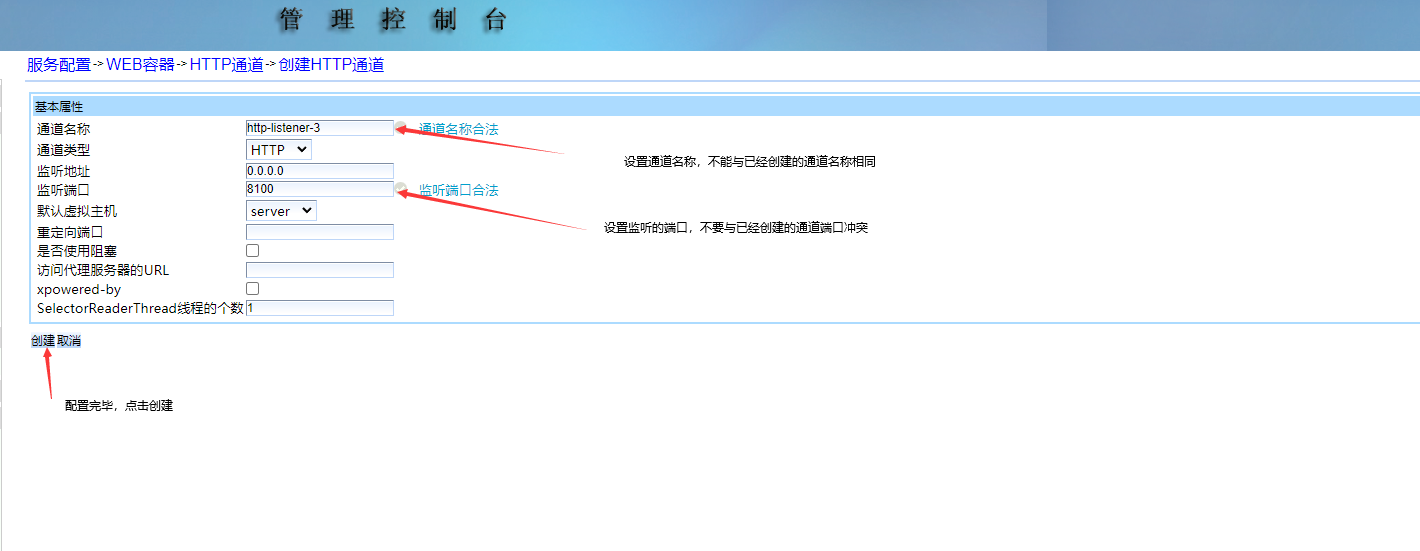 管 理 控 制 台
服务配置->WEB容器->HTTP通道->创建HTTP通道
基本属性
通道名称 http-listener-3 通道名称合法
设置通道名称，不能与已经创建的通道名称相同
通道类型 HTTP
监听地址 0.0.0.0
监听端口 8100 监听端口合法
默认虚拟主机 server
设置监听的端口，不要与已经创建的通道端口冲突
重定向端口
是否使用阻塞
访问代理服务器的URL
xpowered-by
SelectorReaderThread线程的个数 1
创建 取消
配置完毕，点击创建